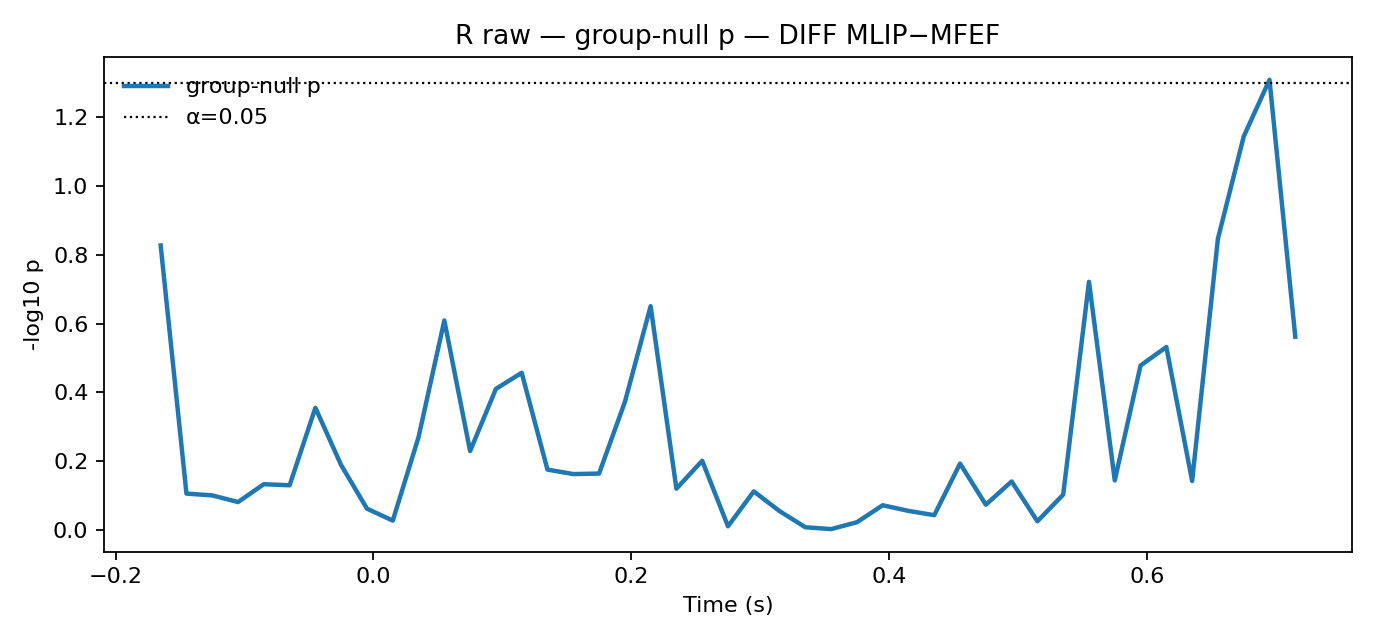 R raw — group-null p — DIFF MLIP−MFEF
group-null p
α=0.05
-log10 p
1.2
1.0
0.8
0.6
0.4
0.2
0.0
−0.2
0.0
0.2
0.4
0.6
Time (s)